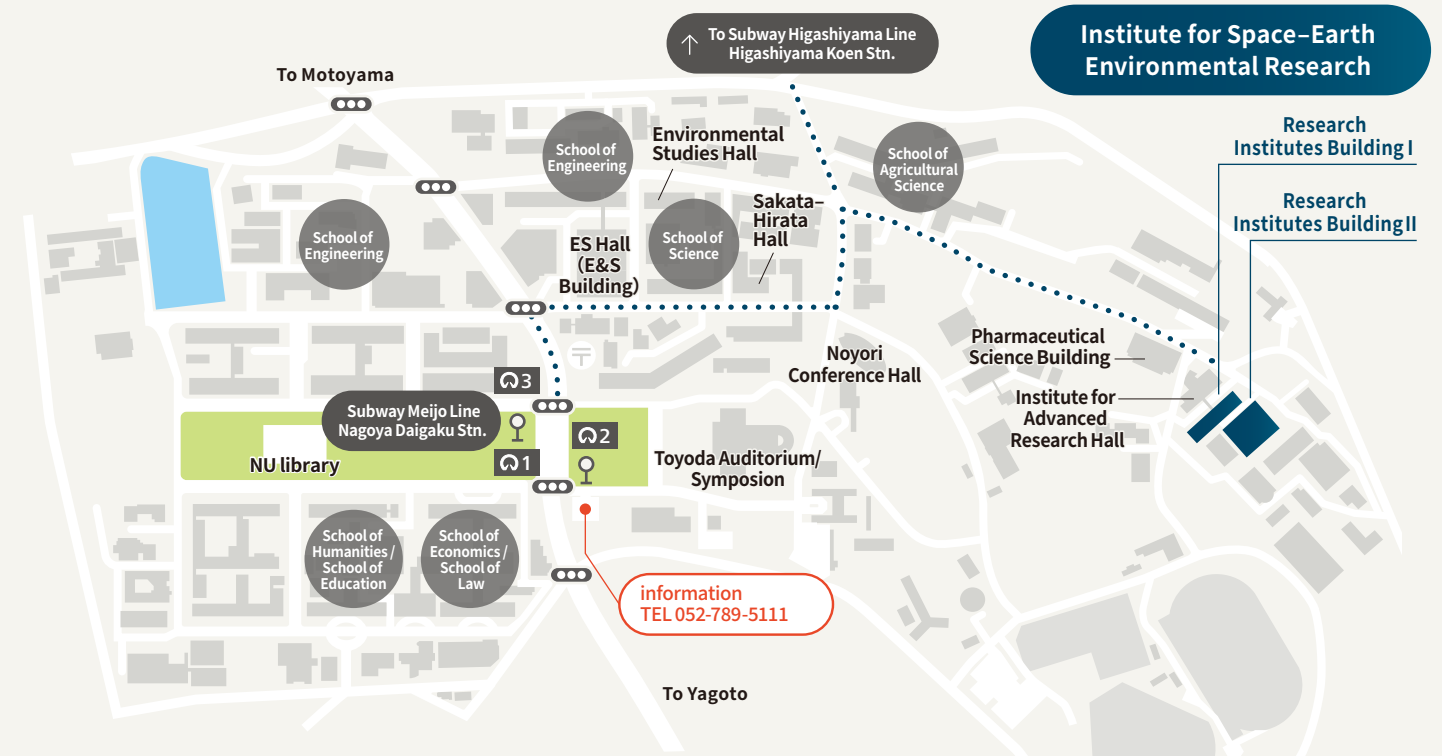 To Subway Higashiyama Line
Higashiyama Koen Stn.
Institute for Space–Earth
Environmental Research
To Motoyama
Research
Institutes Building I
Research
Institutes Building II
School of
Engineering
Environmental
Studies Hall
School of
Agricultural
Science
Sakata–
Hirata
Hall
School of
Engineering
School of
Science
ES Hall
(E&S
Building)
〒
Pharmaceutical
Science Building
Noyori
Conference Hall
3
Institute for
Advanced
Research Hall
Subway Meijo Line
Nagoya Daigaku Stn.
2
1
NU library
Toyoda Auditorium/
Symposion
School of
Humanities /
School of
Education
School of
Economics /
School of
Law
information
TEL 052-789-5111
To Yagoto